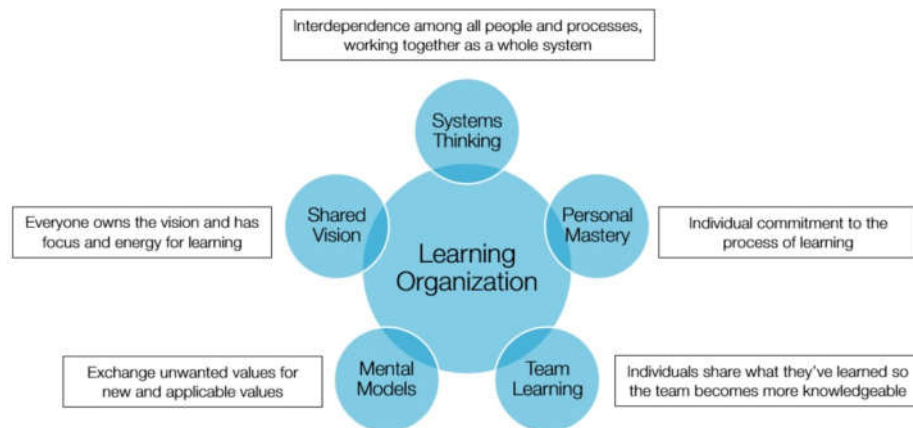 Interdependence among all people and processes,
working together as a whole system
Systems
Thinking
Everyone owns the vision and has
focus and energy for learning
Shared
Vision
Personal
Mastery
Individual commitment to the
process of learning
Learning
Organization
Exchange unwanted values for
new and applicable values
Mental
Models
Team
Learning
Individuals share what they've learned so
the team becomes more knowledgeable